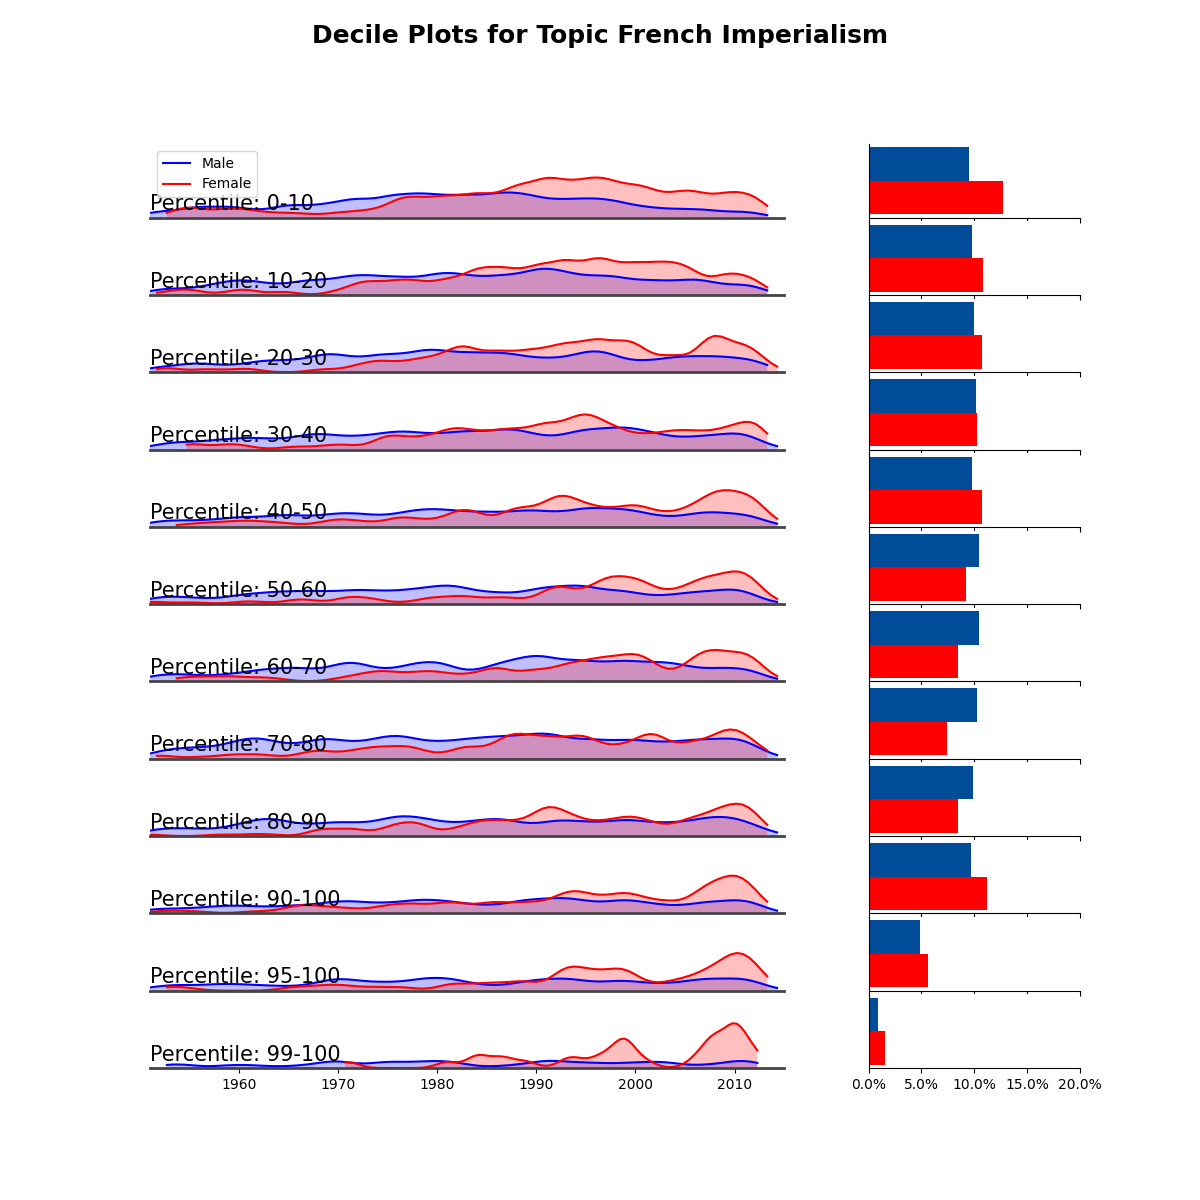 Decile Plots for Topic French Imperialism
Male
Female
Percentile: 0-10
Percentile: 10-20
Percentile: 20-30
Percentile: 30-40
Percentile: 40-50
Percentile: 50-60
Percentile: 60-70
Percentile: 70-80
Percentile: 80-90
Percentile: 90-100
Percentile: 95-100
Percentile: 99-100
1960 1970 1980 1990 2000 2010
0.0% 5.0% 10.0% 15.0% 20.0%